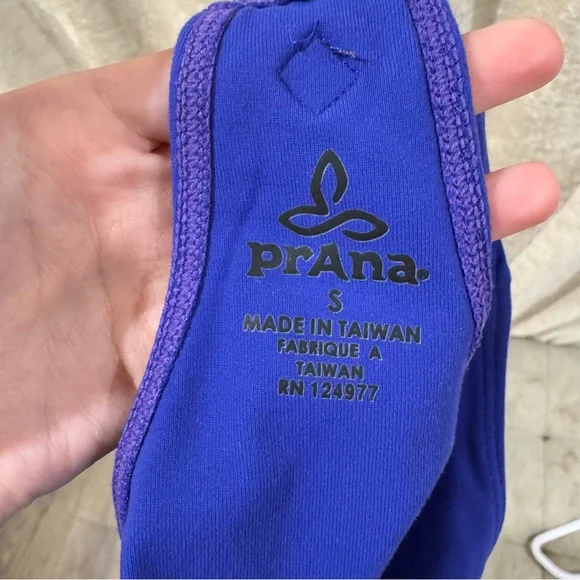 prAna
S
MADE IN TAIWAN
FABRIQUE A
TAIWAN
RN 124977